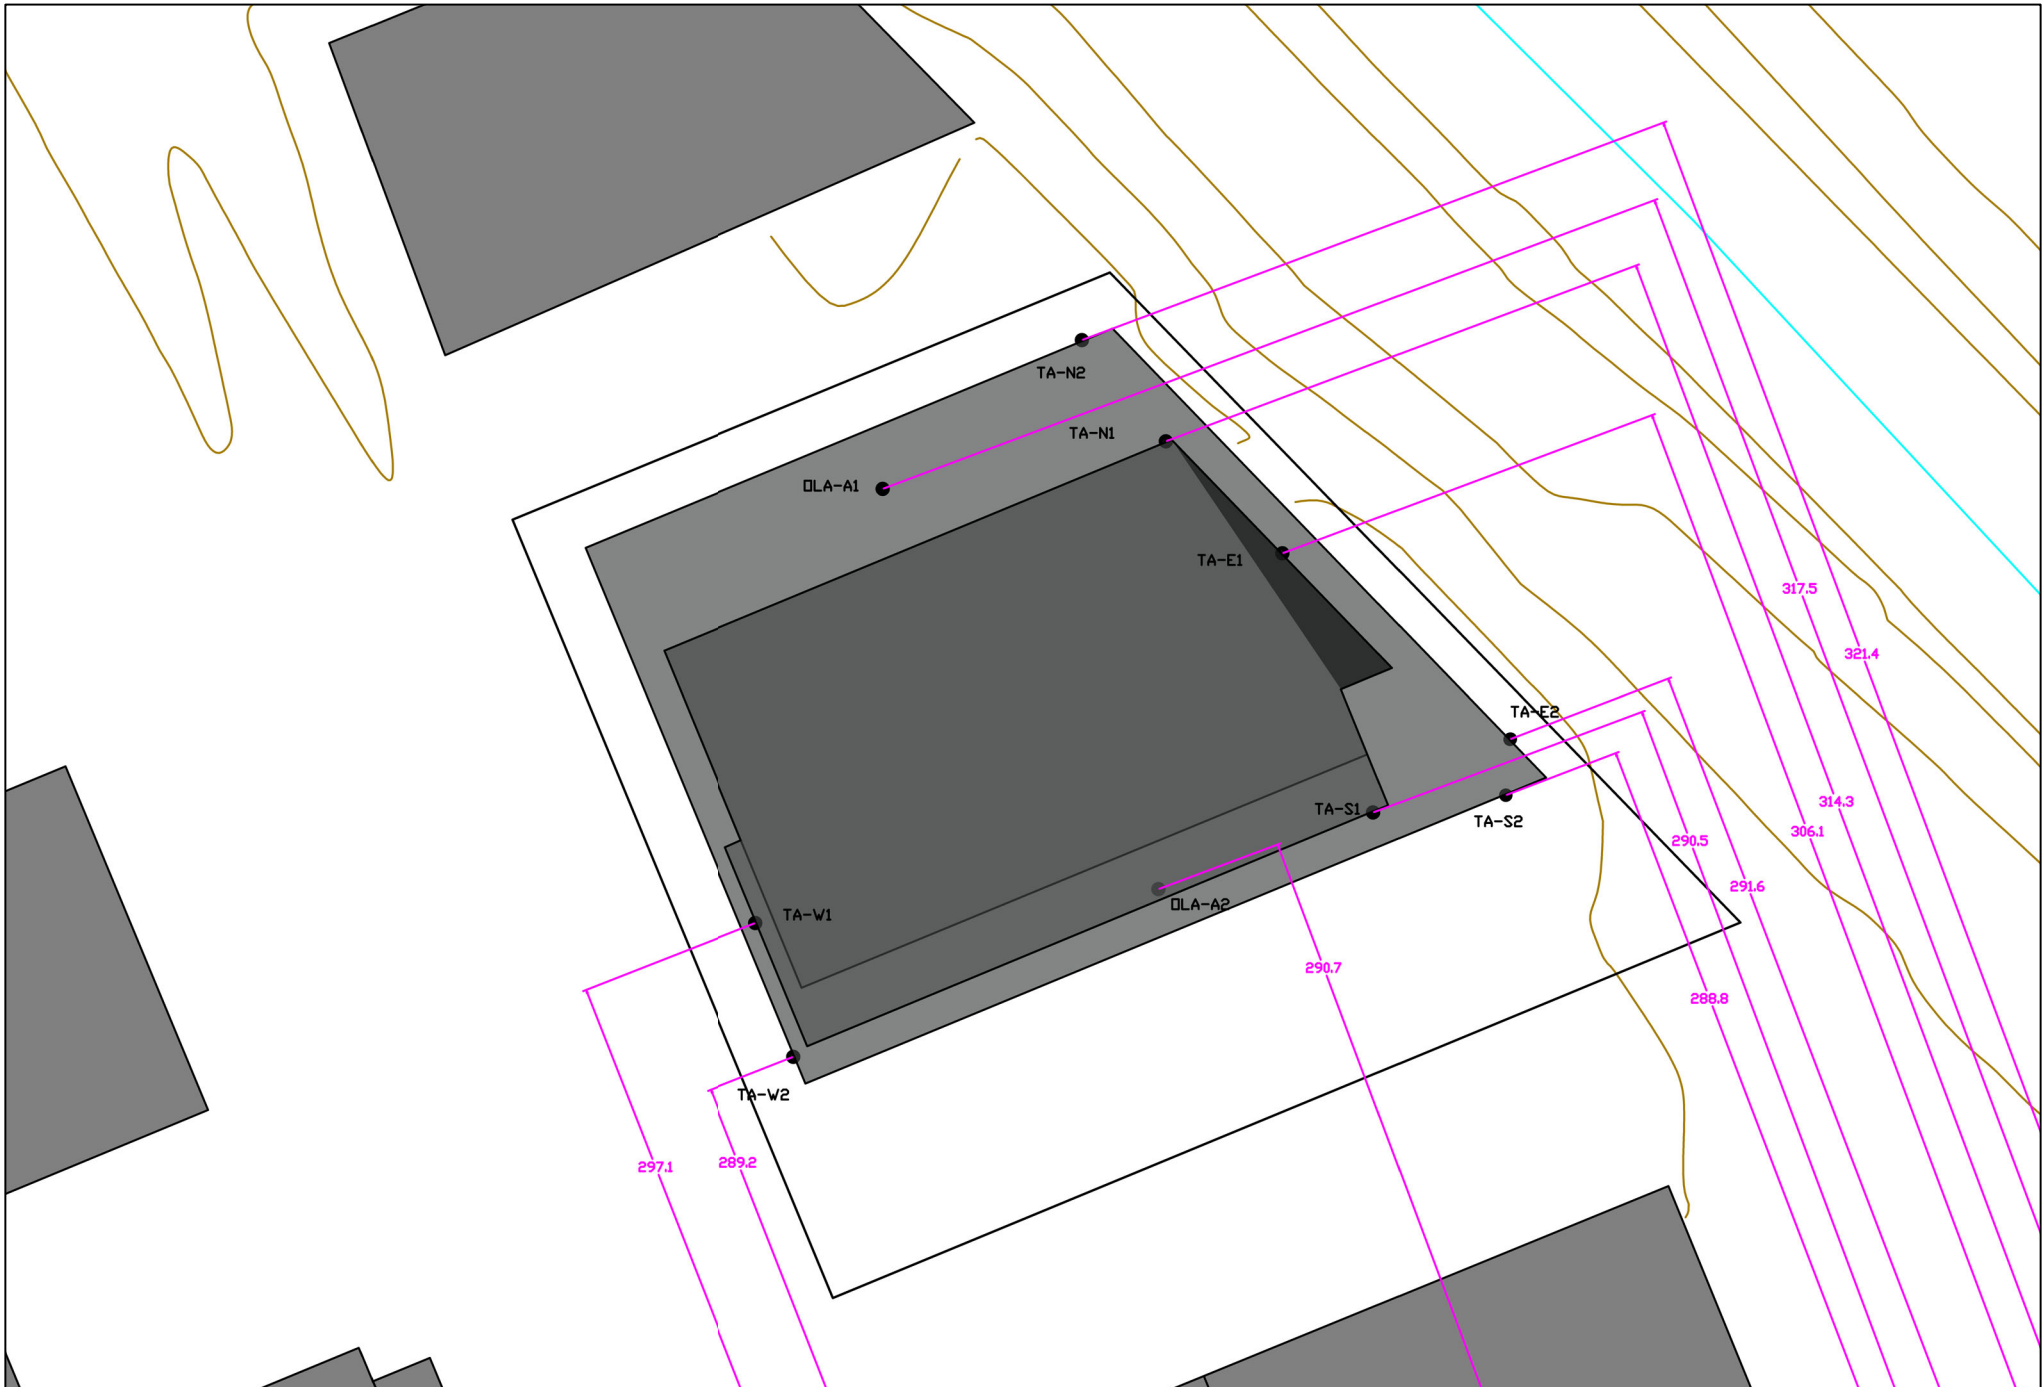 TA-N2
TA-N1
OLA-A1
TA-E1
317.5
321.4
TA-E2
314.3
TA-S1
TA-S2
306.1
290.5
291.6
OLA-A2
TA-W1
290.7
288.8
TA-W2
297.1
289.2